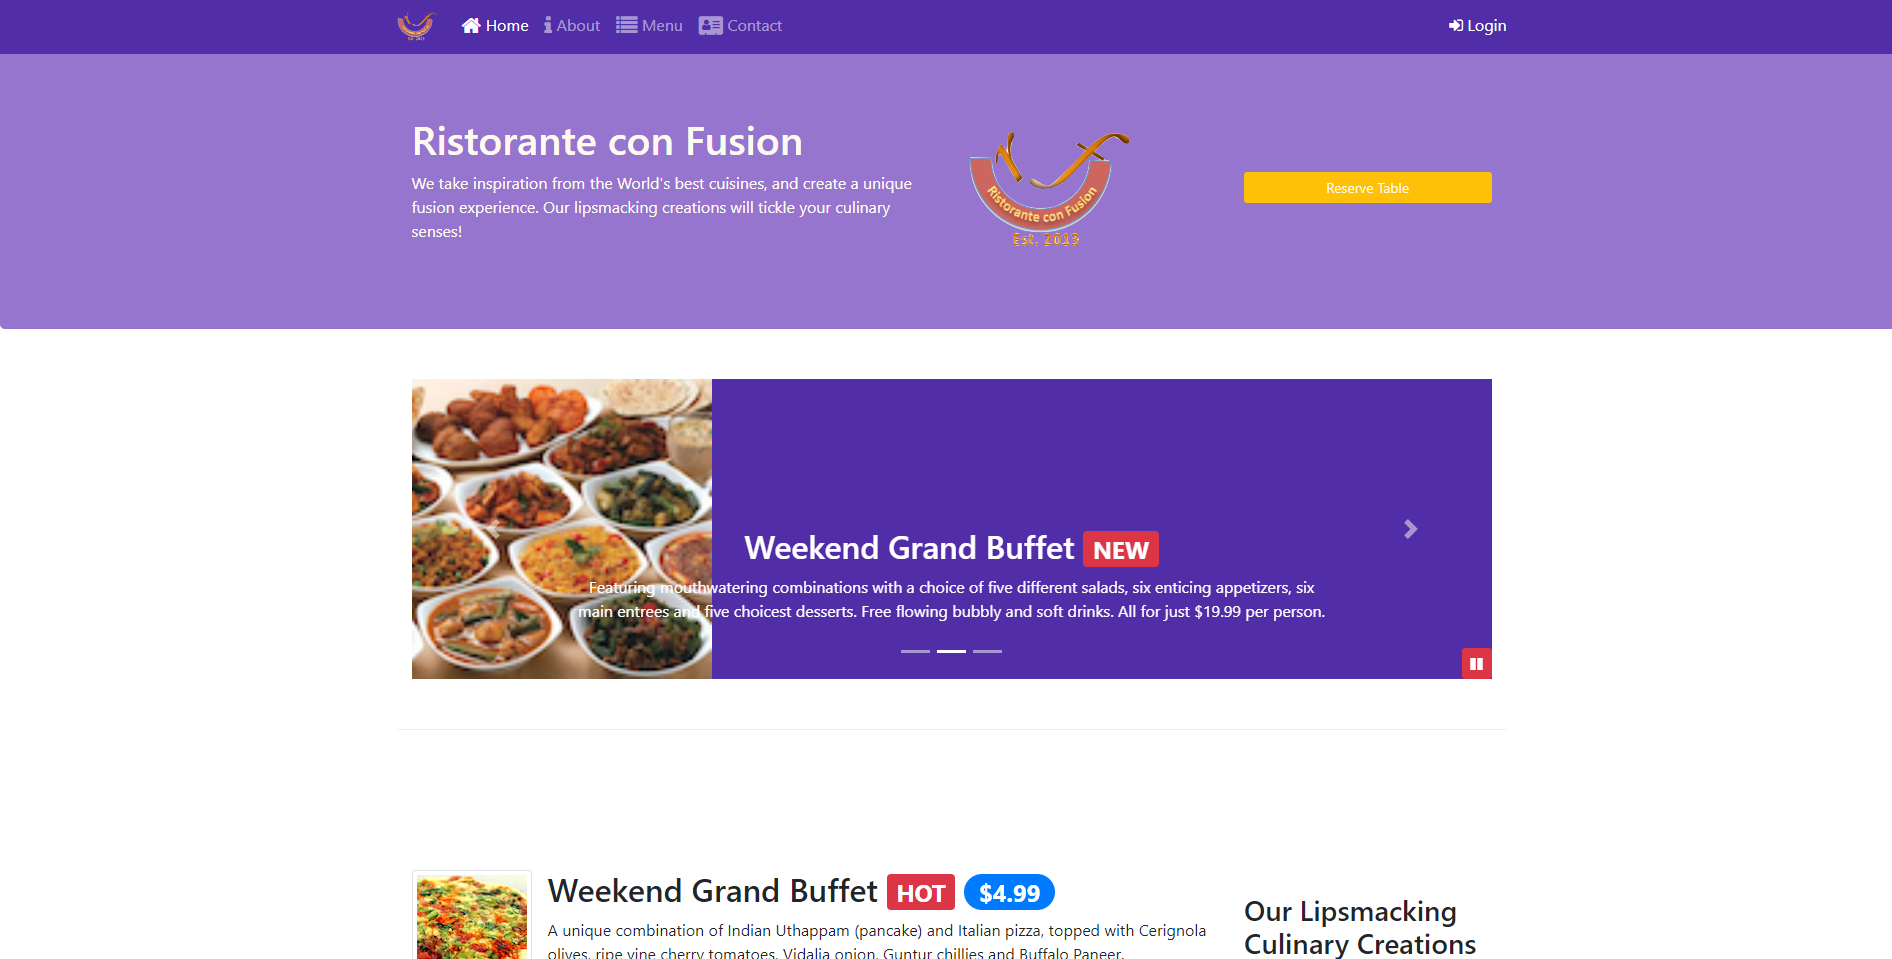 Home About Menu Contact Login
Ristorante con Fusion
We take inspiration from the World's best cuisines, and create a unique
fusion experience. Our lipsmacking creations will tickle your culinary
senses!
Ristorante con Fusion
Est. 2013
Reserve Table
Weekend Grand Buffet NEW
Featuring mouthwatering combinations with a choice of five different salads, six enticing appetizers, six
main entrees and five choicest desserts. Free flowing bubbly and soft drinks. All for just $19.99 per person.
Weekend Grand Buffet HOT $4.99
A unique combination of Indian Uthappam (pancake) and Italian pizza, topped with Cerignola
olives, ripe vine cherry tomatoes, Vidalia onion, Guntur chillies and Buffalo Paneer.
Our Lipsmacking
Culinary Creations